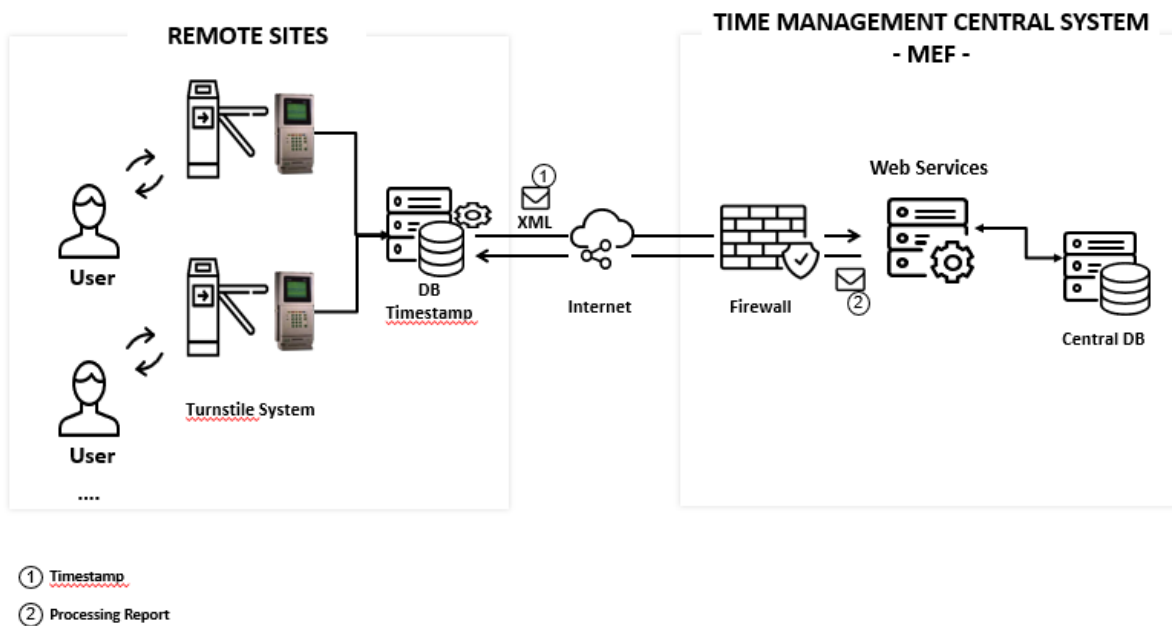 REMOTE SITES
TIME MANAGEMENT CENTRAL SYSTEM
- MEF -
User
User
....
Turnstile System
DB
Timestamp
1
XML
Internet
Firewall
2
Web Services
Central DB
1 Timestamp
2 Processing Report